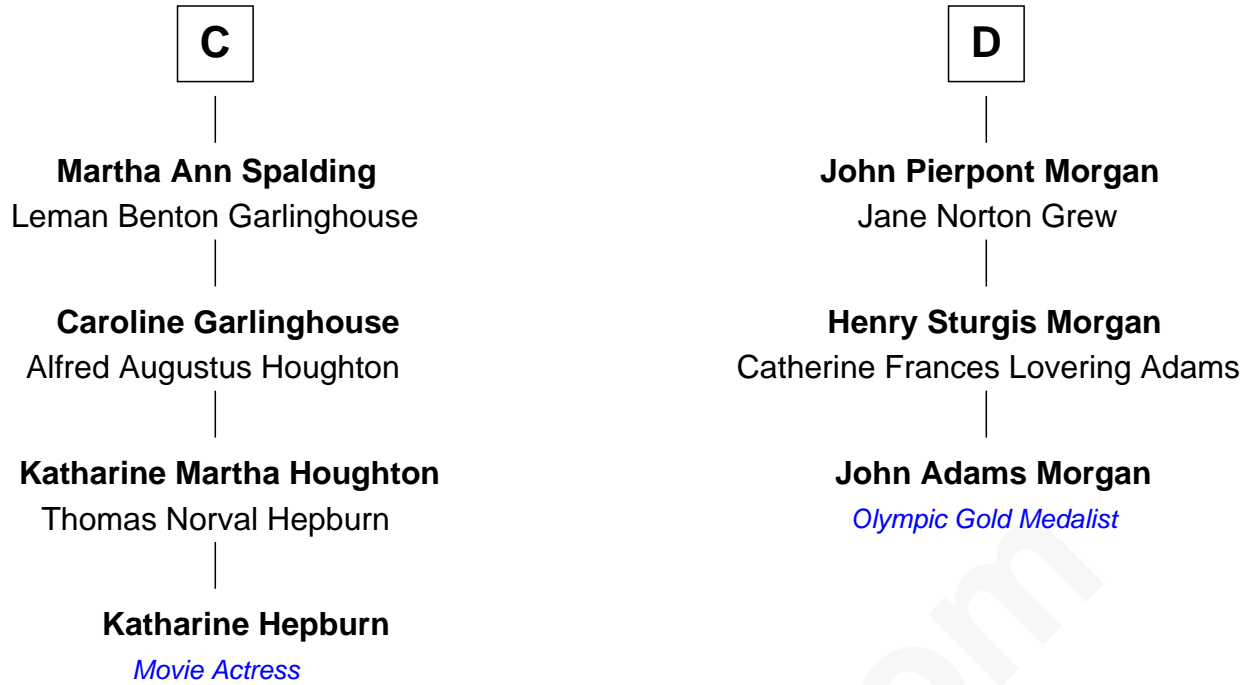 C
Martha Ann Spalding
Leman Benton Garlinghouse
Caroline Garlinghouse
Alfred Augustus Houghton
Katharine Martha Houghton
Thomas Norval Hepburn
Katharine Hepburn
Movie Actress
D
John Pierpont Morgan
Jane Norton Grew
Henry Sturgis Morgan
Catherine Frances Lovering Adams
John Adams Morgan
Olympic Gold Medalist
om